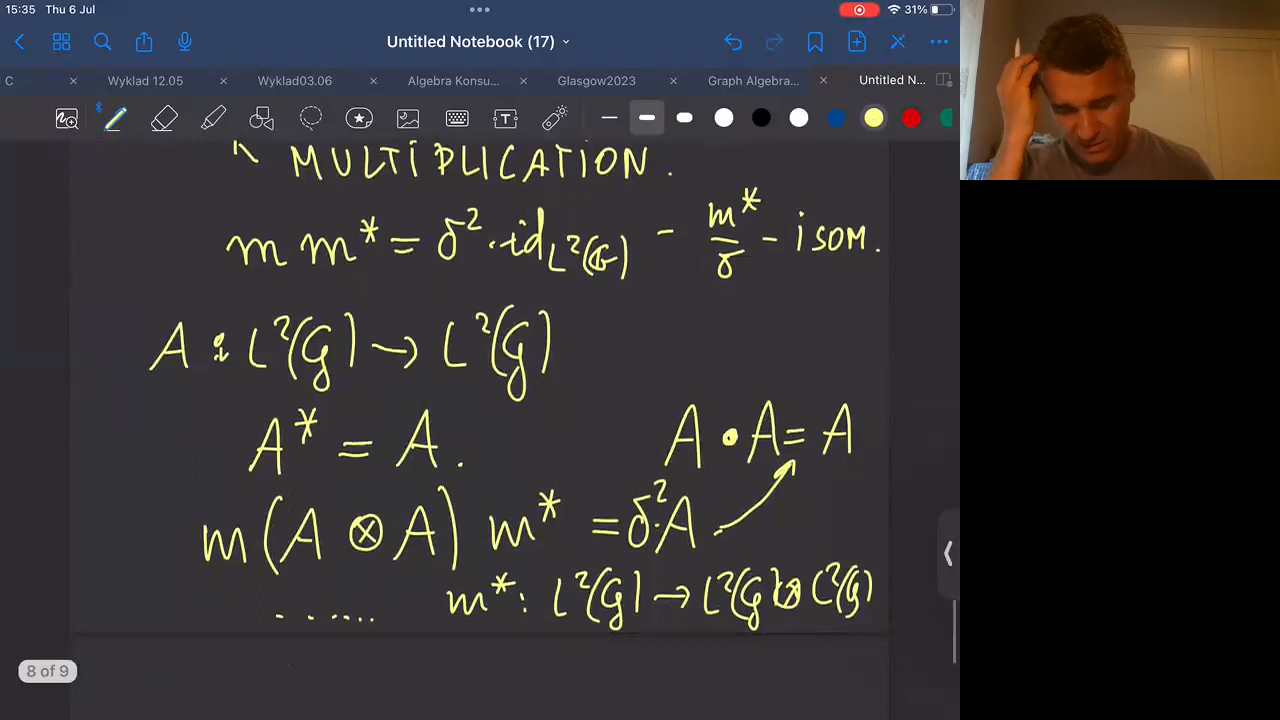 15:35 Thu 6 Jul 31%
Untitled Notebook (17)
C Wyklad 12.05 Wyklad03.06 Algebra Konsu... Glasgow2023 Graph Algebra... Untitled N...
MULTIPLICATION.
m m* = δ² · id_L²(G) - m*/δ - isom.
A : L²(G) → L²(G)
A* = A.
A • A = A
m(A ⊗ A) m* = δ²·A
...... m* : L²(G) → L²(G) ⊗ L²(G)
8 of 9